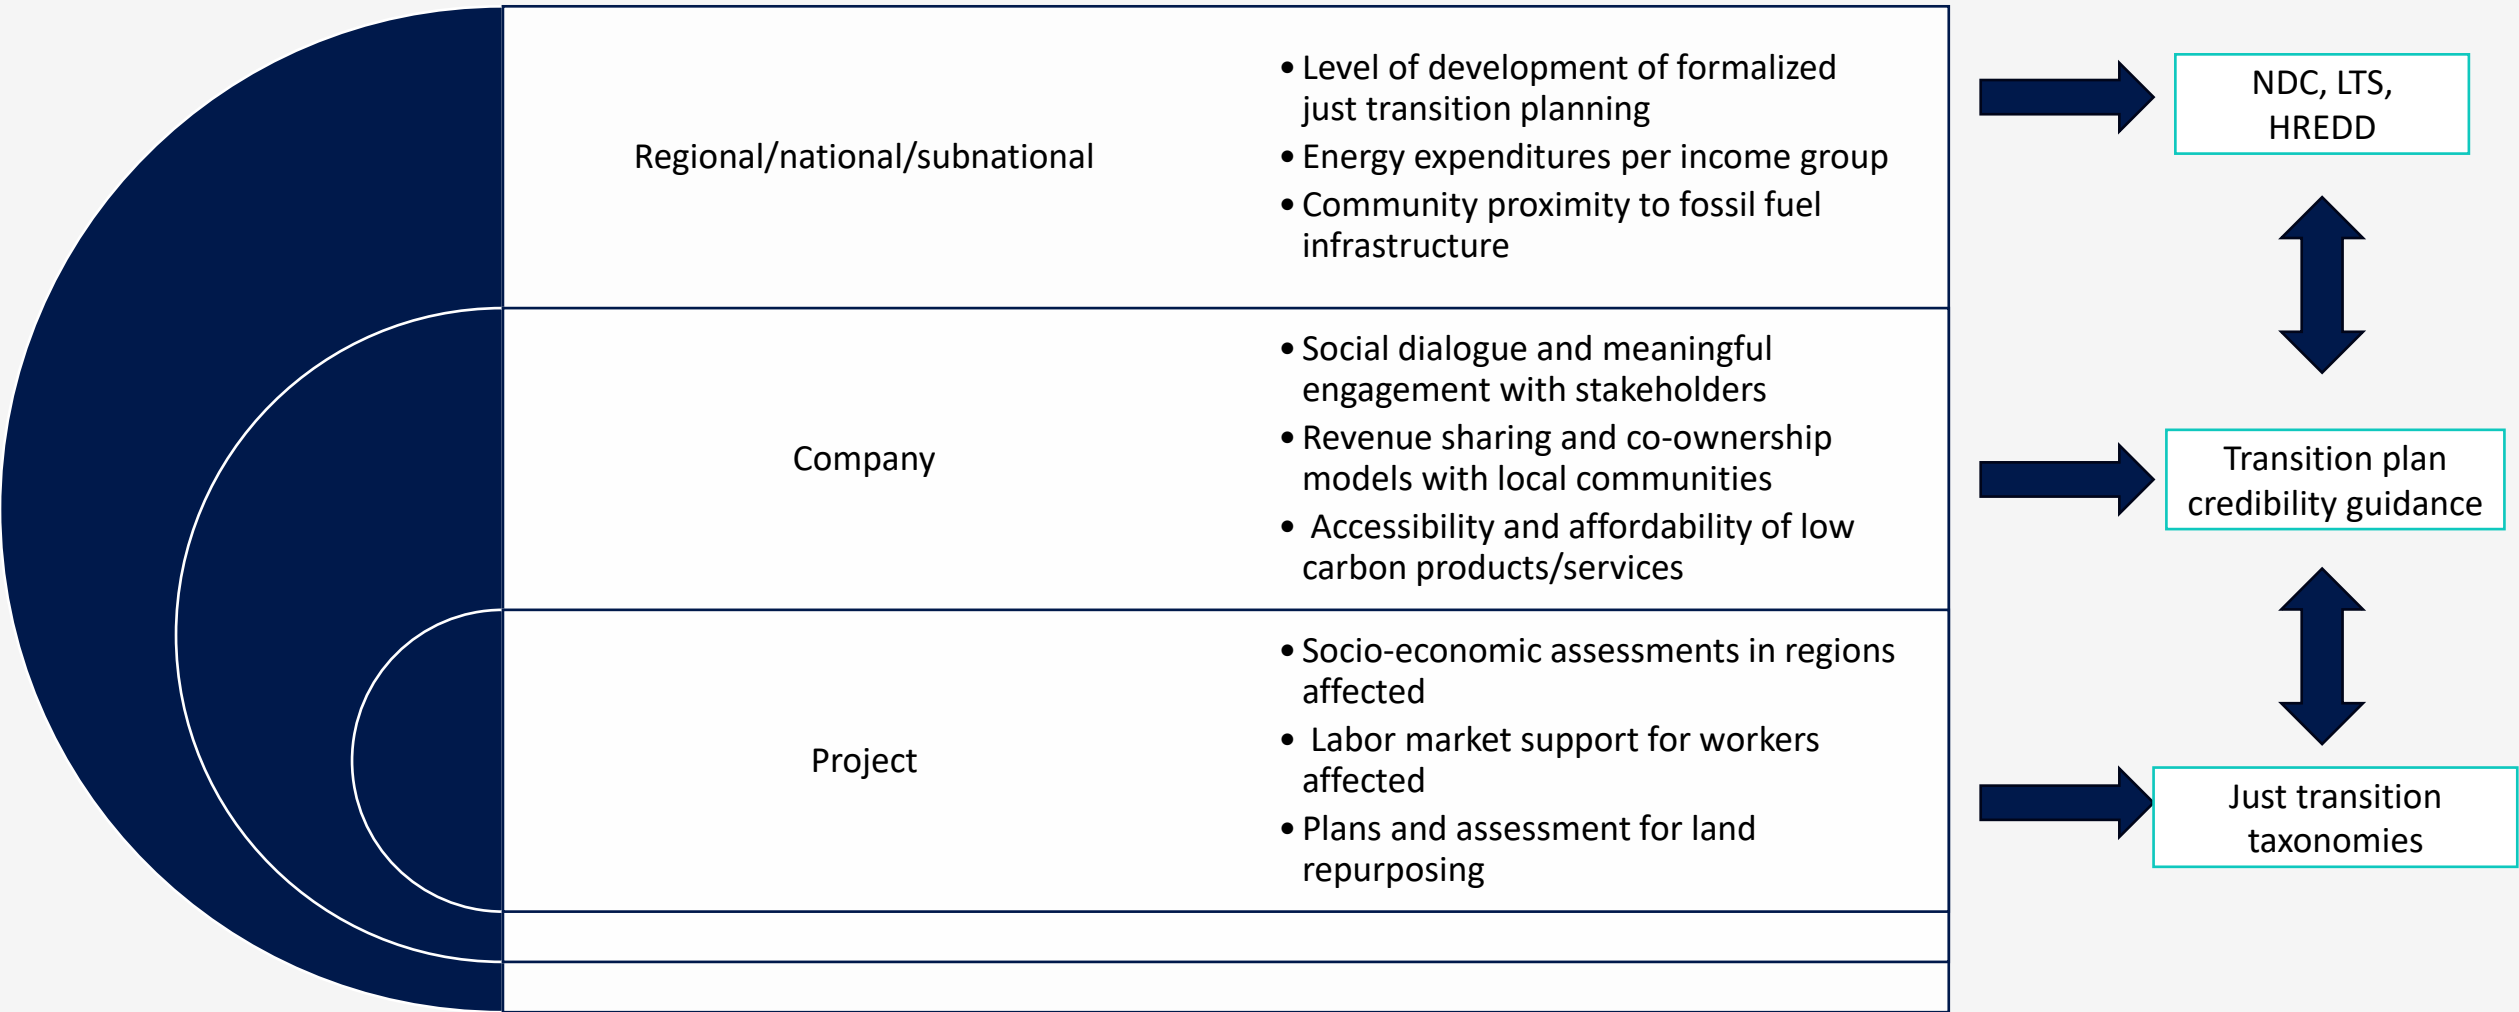 Regional/national/subnational
• Level of development of formalized
just transition planning
• Energy expenditures per income group
• Community proximity to fossil fuel
infrastructure
NDC, LTS,
HREDD
Company
• Social dialogue and meaningful
engagement with stakeholders
• Revenue sharing and co-ownership
models with local communities
• Accessibility and affordability of low
carbon products/services
Transition plan
credibility guidance
Project
• Socio-economic assessments in regions
affected
• Labor market support for workers
affected
• Plans and assessment for land
repurposing
Just transition
taxonomies